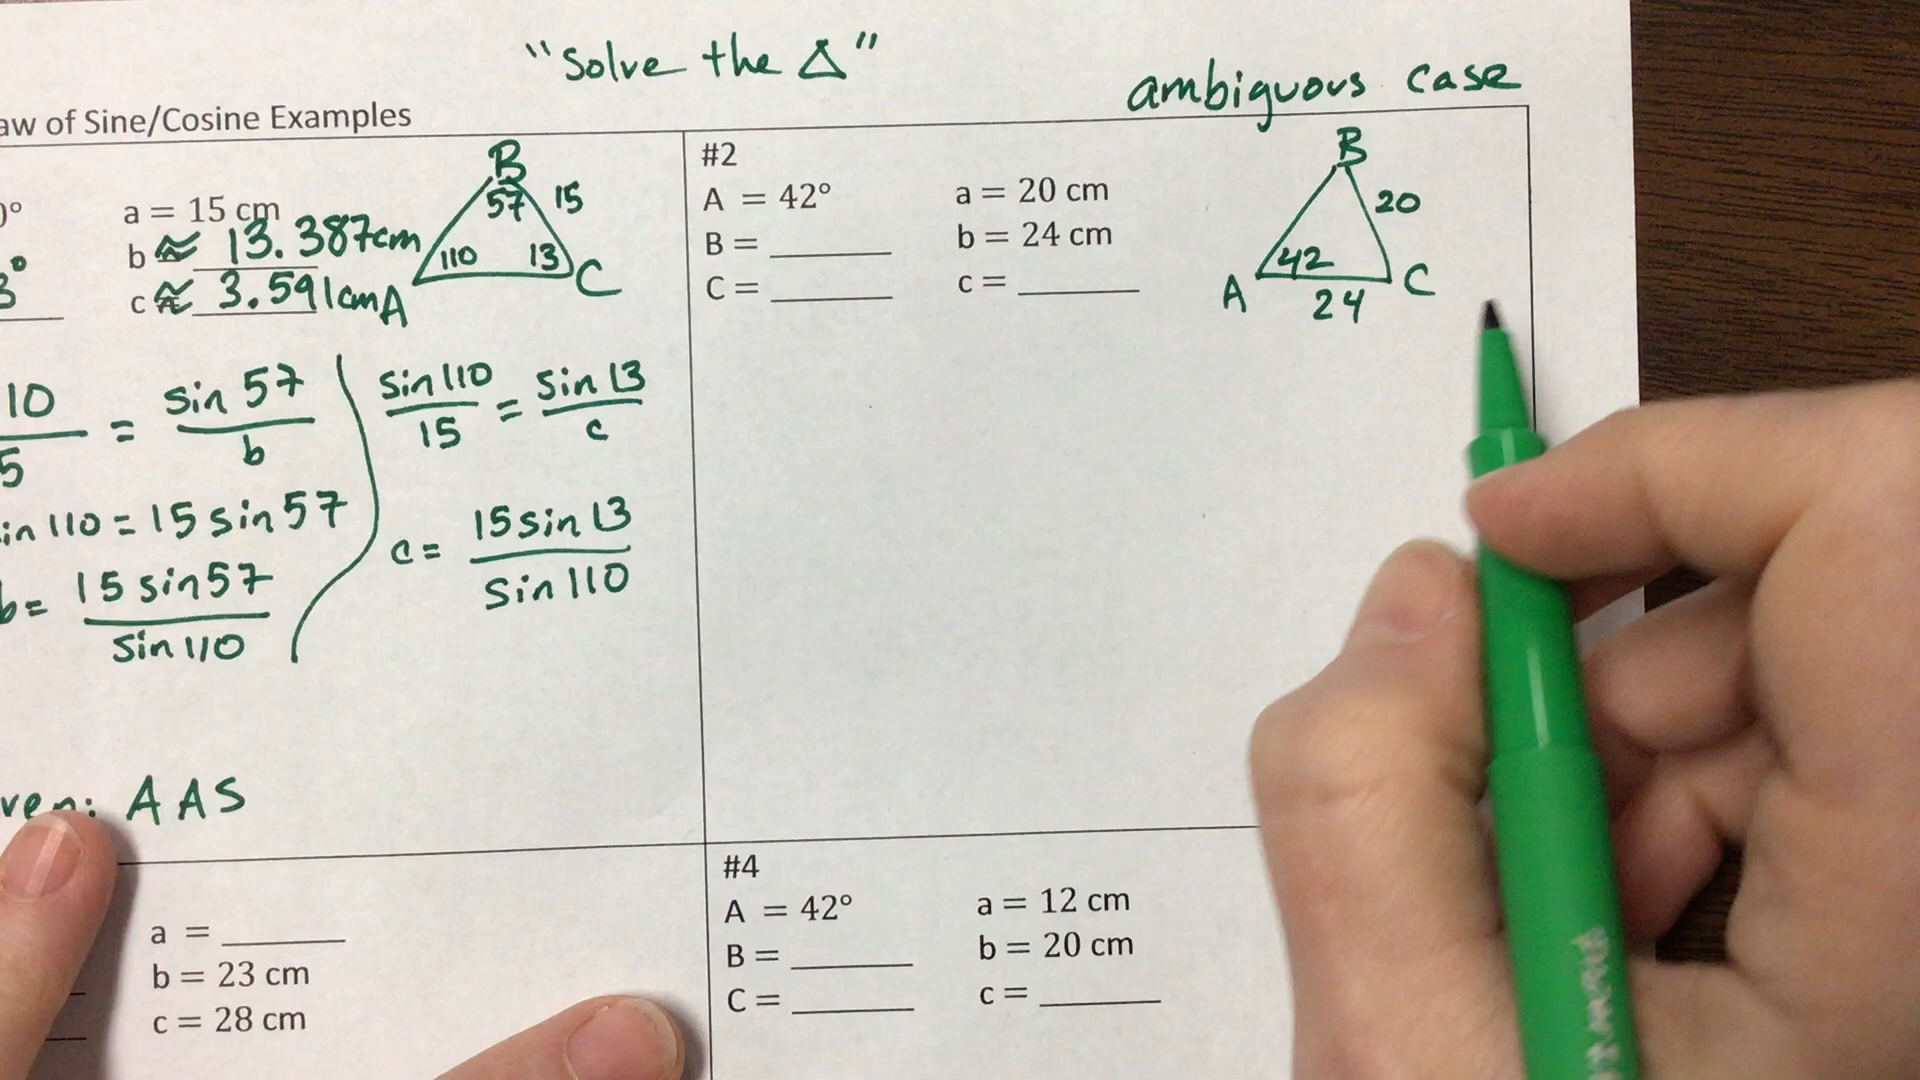 "Solve the △"
ambiguous case
aw of Sine/Cosine Examples
a = 15 cm
b ≈ 13.387cm
c ≈ 3.591cm
B
57 15
110 13
A C
10/5 = sin 57/b
in 110 = 15 sin 57
b = 15 sin 57/sin 110
sin 110/15 = sin 13/c
c = 15 sin 13/sin 110
ven: AAS
#2
A = 42° a = 20 cm
B = ______ b = 24 cm
C = ______ c = ______
B
20
42
A C
24
a = ______
b = 23 cm
c = 28 cm
#4
A = 42° a = 12 cm
B = ______ b = 20 cm
C = ______ c = ______